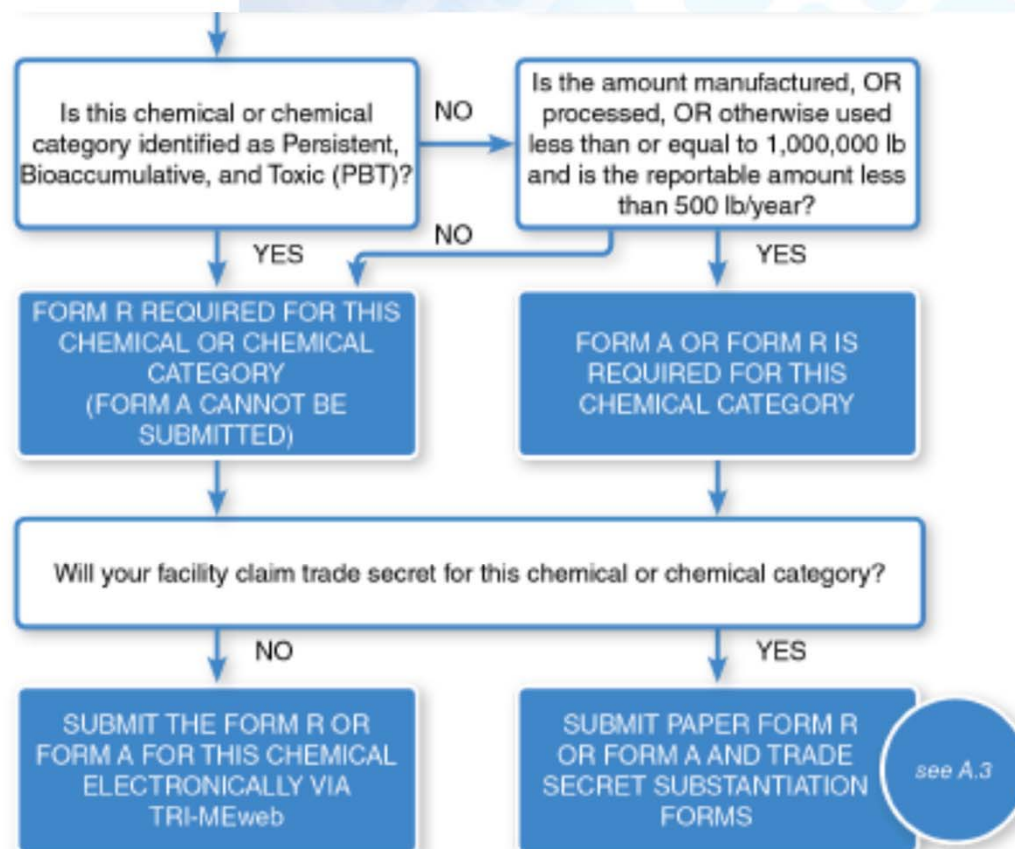 Is this chemical or chemical
category identified as Persistent,
Bioaccumulative, and Toxic (PBT)?
NO
Is the amount manufactured, OR
processed, OR otherwise used
less than or equal to 1,000,000 lb
and is the reportable amount less
than 500 lb/year?
YES
NO
YES
FORM R REQUIRED FOR THIS
CHEMICAL OR CHEMICAL
CATEGORY
(FORM A CANNOT BE
SUBMITTED)
FORM A OR FORM R IS
REQUIRED FOR THIS
CHEMICAL CATEGORY
Will your facility claim trade secret for this chemical or chemical category?
NO
YES
SUBMIT THE FORM R OR
FORM A FOR THIS CHEMICAL
ELECTRONICALLY VIA
TRI-MEweb
SUBMIT PAPER FORM R
OR FORM A AND TRADE
SECRET SUBSTANTIATION
FORMS
see A.3